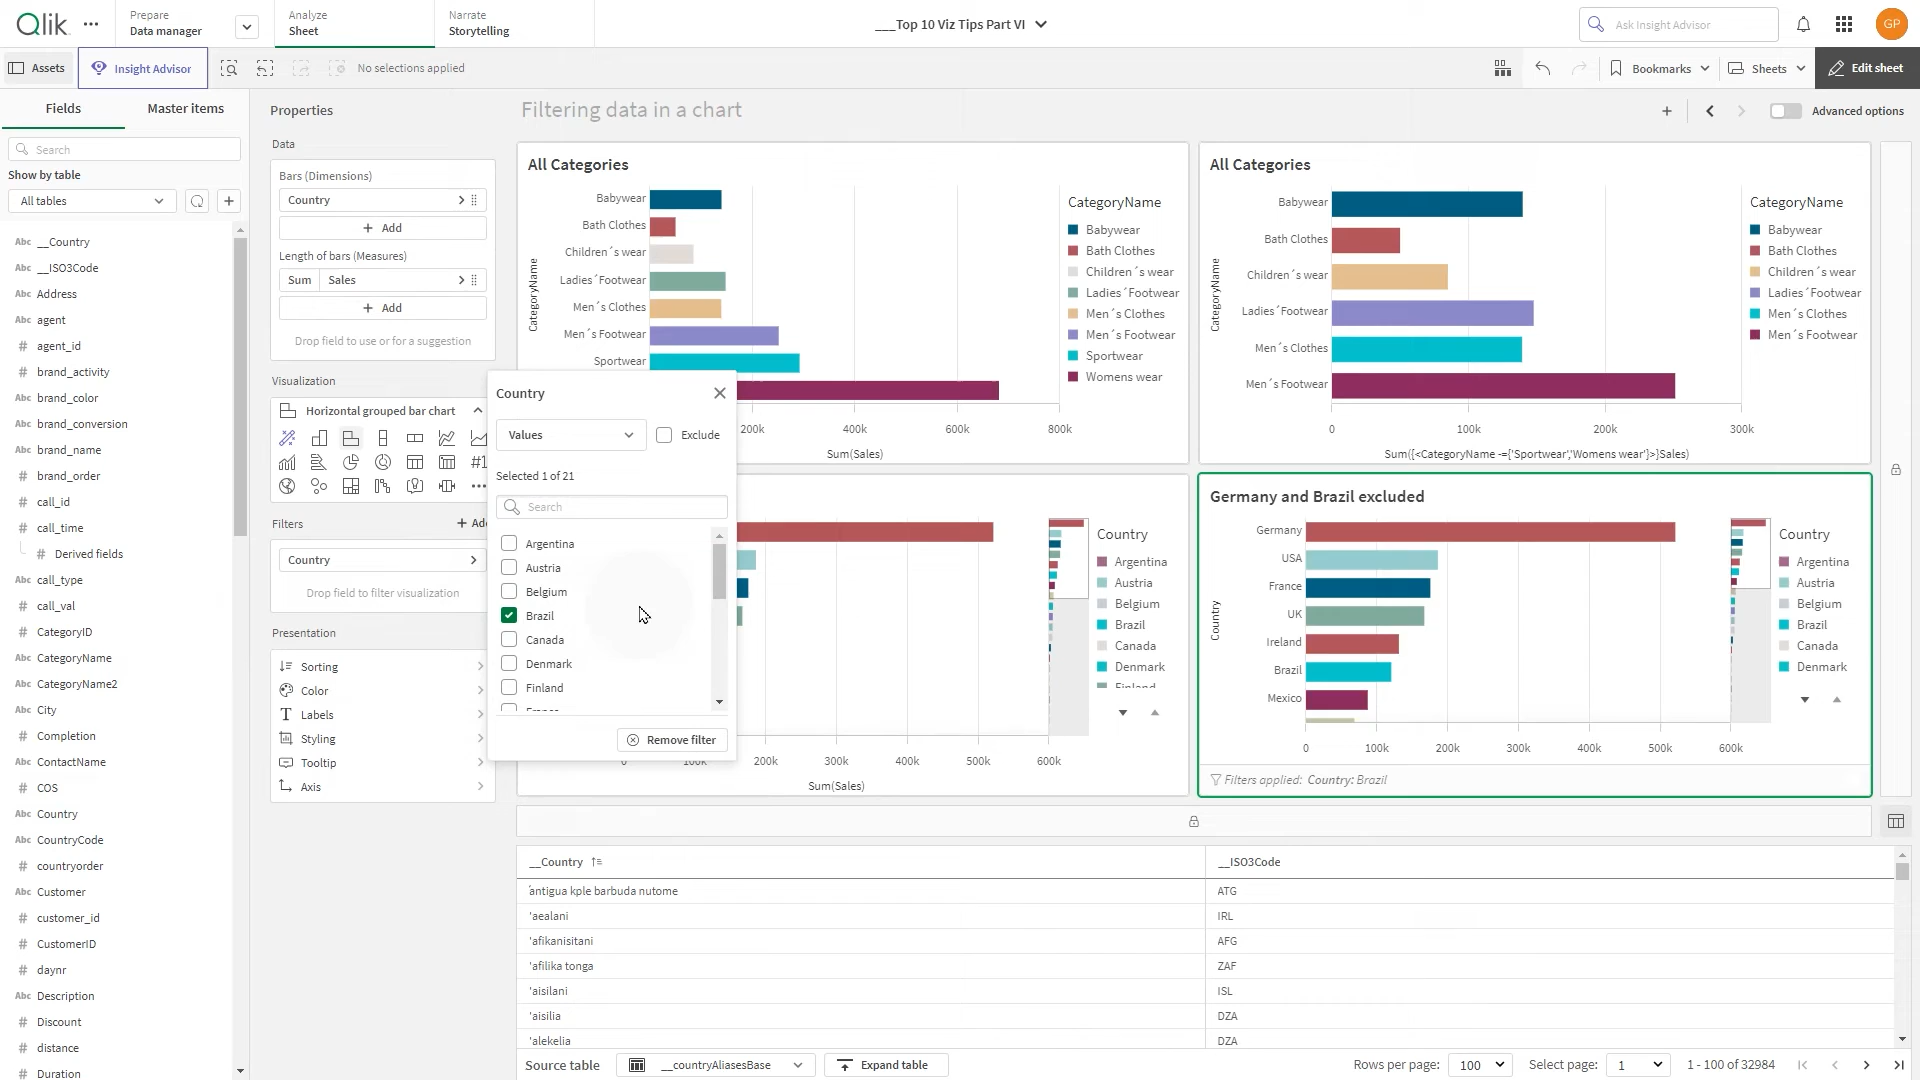 Qlik
Prepare
Data manager
Analyze
Sheet
Narrate
Storytelling
___Top 10 Viz Tips Part VI
Ask Insight Advisor
GP
Assets
Insight Advisor
No selections applied
Bookmarks
Sheets
Edit sheet
Fields
Master items
Search
Show by table
All tables
Abc __Country
Abc __ISO3Code
Abc Address
Abc agent
# agent_id
Abc brand_activity
Abc brand_color
Abc brand_conversion
Abc brand_name
Abc brand_order
# call_id
# call_time
# Derived fields
Abc call_type
# call_val
# CategoryID
Abc CategoryName
Abc CategoryName2
Abc City
Abc Completion
Abc ContactName
# COS
Abc Country
Abc CountryCode
# countryorder
Abc Customer
# customer_id
# CustomerID
# daynr
Abc Description
# Discount
# distance
# Duration
Properties
Data
Bars (Dimensions)
Country
Add
Length of bars (Measures)
Sum Sales
Add
Drop field to use or for a suggestion
Visualization
Horizontal grouped bar chart
#1
Filters
Country
Drop field to filter visualization
Presentation
Sorting
Color
Labels
Styling
Tooltip
Axis
Filtering data in a chart
Advanced options
All Categories
CategoryName
Babywear
Bath Clothes
Children´s wear
Ladies´Footwear
Men´s Clothes
Men´s Footwear
Sportwear
200k
400k
600k
800k
Sum(Sales)
CategoryName
Babywear
Bath Clothes
Children´s wear
Ladies´Footwear
Men´s Clothes
Men´s Footwear
Sportwear
Womens wear
All Categories
CategoryName
Babywear
Bath Clothes
Children´s wear
Ladies´Footwear
Men´s Clothes
Men´s Footwear
0
100k
200k
300k
Sum({<CategoryName -={'Sportwear','Womens wear'}>}Sales)
CategoryName
Babywear
Bath Clothes
Children´s wear
Ladies´Footwear
Men´s Clothes
Men´s Footwear
Country
Values
Exclude
Selected 1 of 21
Search
Argentina
Austria
Belgium
Brazil
Canada
Denmark
Finland
Remove filter
200k
300k
400k
500k
600k
Sum(Sales)
Country
Argentina
Austria
Belgium
Brazil
Canada
Denmark
Finland
Germany and Brazil excluded
Country
Germany
USA
France
UK
Ireland
Brazil
Mexico
0
100k
200k
300k
400k
500k
600k
Country
Argentina
Austria
Belgium
Brazil
Canada
Denmark
Filters applied: Country: Brazil
__Country
__ISO3Code
'antigua kple barbuda nutome
ATG
'aealani
IRL
'afikanisitani
AFG
'afilika tonga
ZAF
'aisilani
ISL
'aisilia
DZA
'alekelia
DZA
Source table
__countryAliasesBase
Expand table
Rows per page:
100
Select page:
1
1 - 100 of 32984